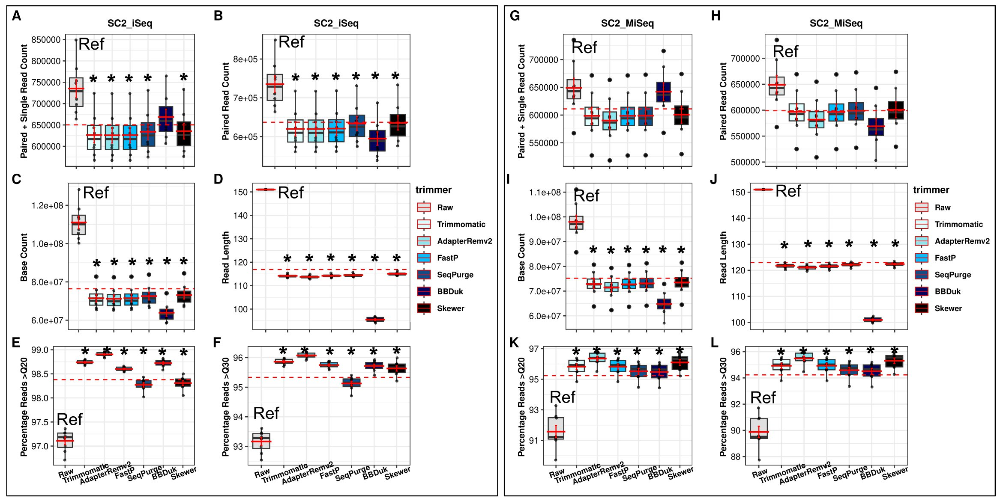 A
SC2_iSeq
Paired + Single Read Count
850000
800000
750000
700000
650000
600000
Ref
* * * * *
B
SC2_iSeq
Paired Read Count
8e+05
7e+05
6e+05
Ref
* * * * * *
C
Base Count
1.2e+08
1.0e+08
8.0e+07
6.0e+07
Ref
* * * * * *
D
Read Length
150
140
130
120
110
100
Ref
* * * * * *
trimmer
Raw
Trimmomatic
AdapterRemv2
FastP
SeqPurge
BBDuk
Skewer
E
Percentage Reads >Q20
99.0
98.5
98.0
97.5
97.0
Ref
* * * * * *
Raw
Trimmomatic
AdapterRemv2
FastP
SeqPurge
BBDuk
Skewer
F
Percentage Reads >Q30
96
95
94
93
Ref
* * * * * *
Raw
Trimmomatic
AdapterRemv2
FastP
SeqPurge
BBDuk
Skewer
G
SC2_MiSeq
Paired + Single Read Count
700000
650000
600000
550000
Ref
H
SC2_MiSeq
Paired Read Count
700000
650000
600000
550000
500000
Ref
I
Base Count
1.1e+08
1.0e+08
9.0e+07
8.0e+07
7.0e+07
6.0e+07
Ref
* * * * * *
J
Read Length
150
140
130
120
110
100
Ref
* * * * * *
trimmer
Raw
Trimmomatic
AdapterRemv2
FastP
SeqPurge
BBDuk
Skewer
K
Percentage Reads >Q20
97
95
93
91
Ref
* * * * * *
Raw
Trimmomatic
AdapterRemv2
FastP
SeqPurge
BBDuk
Skewer
L
Percentage Reads >Q30
96
94
92
90
88
Ref
* * * * * *
Raw
Trimmomatic
AdapterRemv2
FastP
SeqPurge
BBDuk
Skewer